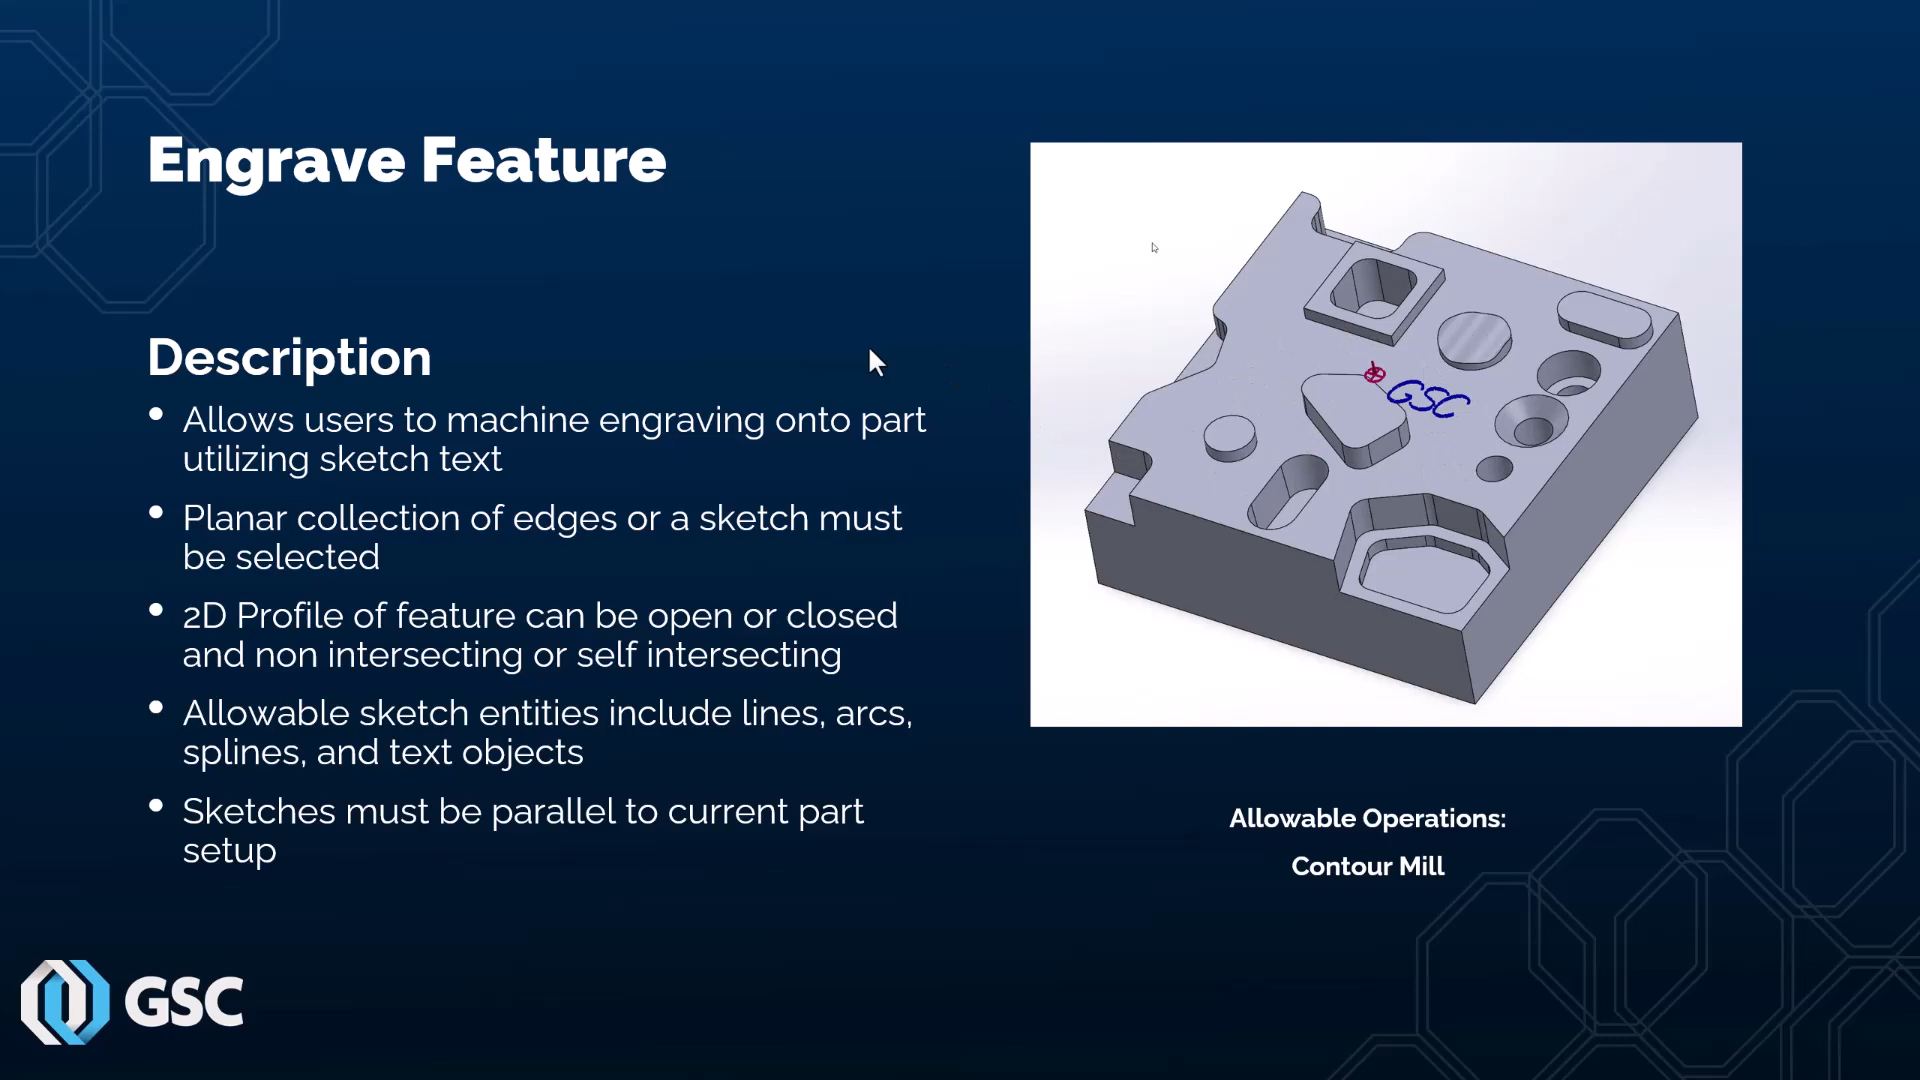 Engrave Feature
Description
• Allows users to machine engraving onto part
utilizing sketch text
• Planar collection of edges or a sketch must
be selected
• 2D Profile of feature can be open or closed
and non intersecting or self intersecting
• Allowable sketch entities include lines, arcs,
splines, and text objects
• Sketches must be parallel to current part
setup
GSC
Allowable Operations:
Contour Mill
GSC